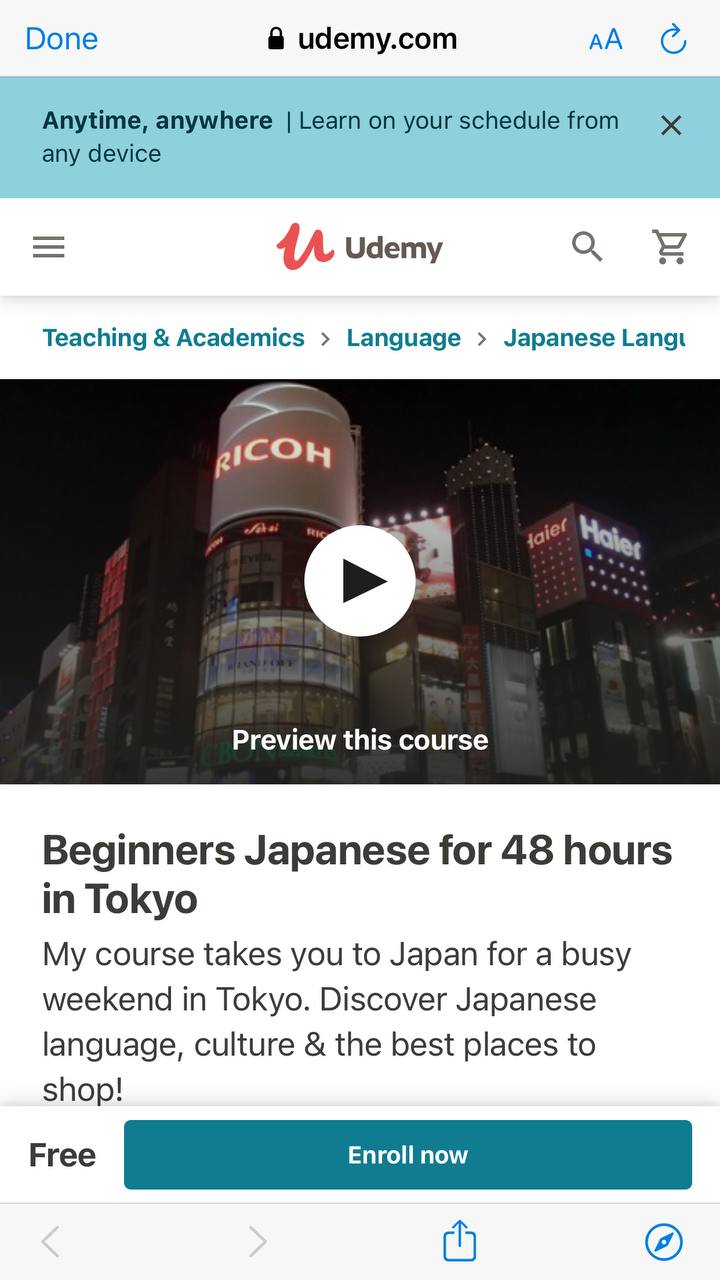 Done
udemy.com
AA
Anytime, anywhere | Learn on your schedule from
any device
Udemy
Teaching & Academics > Language > Japanese Langu
RICOH
Haier
Haier
Preview this course
Beginners Japanese for 48 hours
in Tokyo
My course takes you to Japan for a busy
weekend in Tokyo. Discover Japanese
language, culture & the best places to
shop!
Free
Enroll now